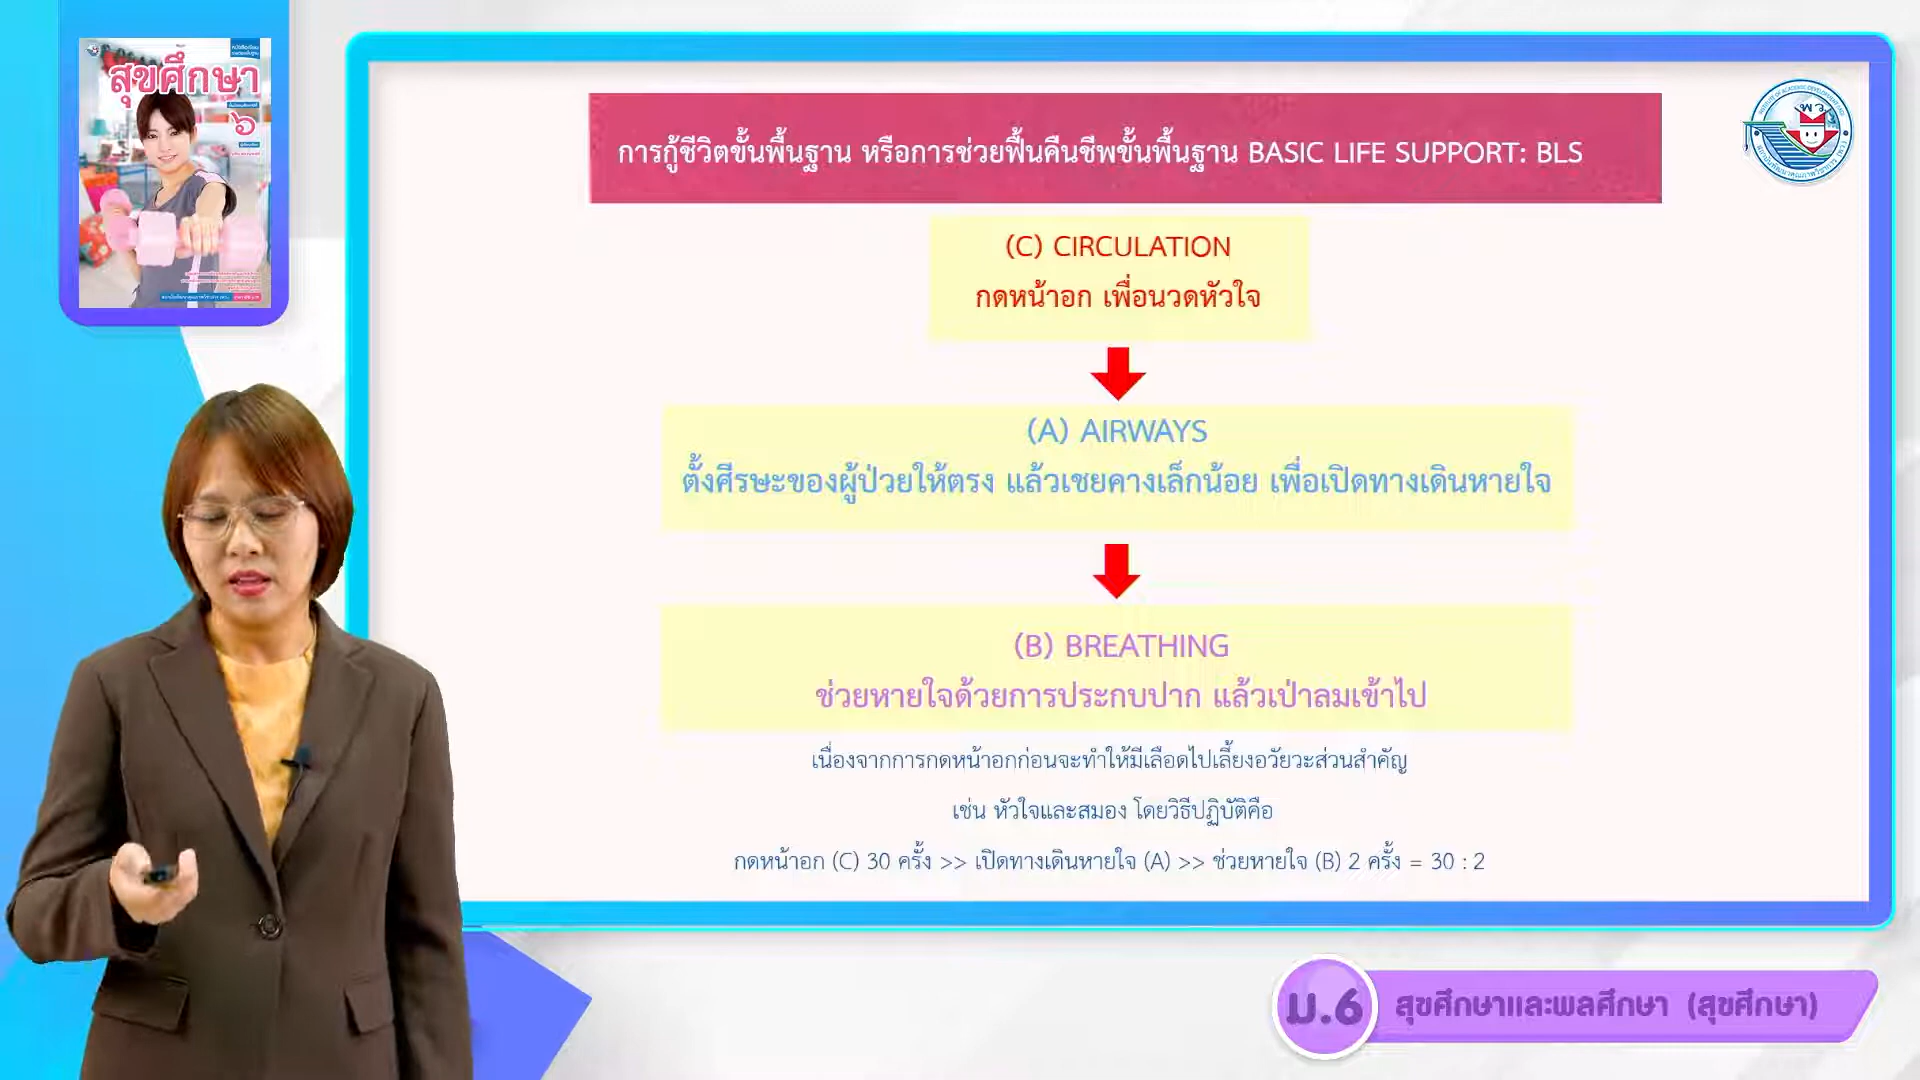 สุขศึกษา
๖
การกู้ชีวิตขั้นพื้นฐาน หรือการช่วยฟื้นคืนชีพขั้นพื้นฐาน BASIC LIFE SUPPORT: BLS
พว.
(C) CIRCULATION
กดหน้าอก เพื่อนวดหัวใจ
(A) AIRWAYS
ตั้งศีรษะของผู้ป่วยให้ตรง แล้วเชยคางเล็กน้อย เพื่อเปิดทางเดินหายใจ
(B) BREATHING
ช่วยหายใจด้วยการประกบปาก แล้วเป่าลมเข้าไป
เนื่องจากการกดหน้าอกก่อนจะทำให้มีเลือดไปเลี้ยงอวัยวะส่วนสำคัญ
เช่น หัวใจและสมอง โดยวิธีปฏิบัติคือ
กดหน้าอก (C) 30 ครั้ง >> เปิดทางเดินหายใจ (A) >> ช่วยหายใจ (B) 2 ครั้ง = 30 : 2
ม.6 สุขศึกษาและพลศึกษา (สุขศึกษา)